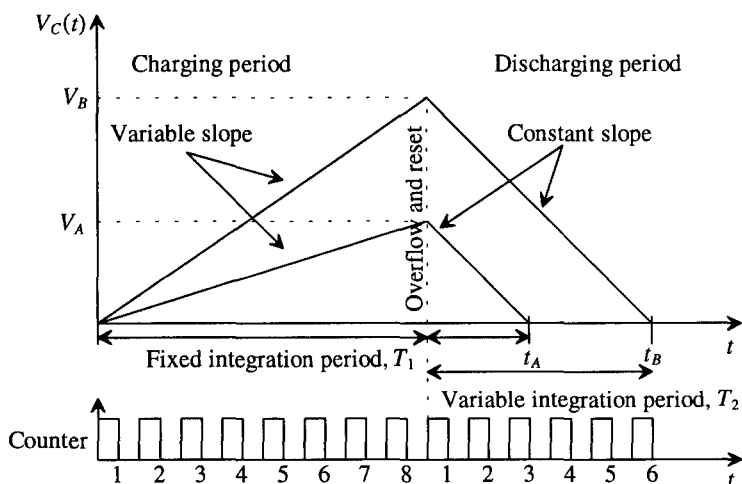 V_C(t)
Charging period
Discharging period
V_B
Variable slope
Constant slope
V_A
Overflow and reset
Fixed integration period, T_1
t_A
t_B
t
Variable integration period, T_2
Counter
1 2 3 4 5 6 7 8 1 2 3 4 5 6
t